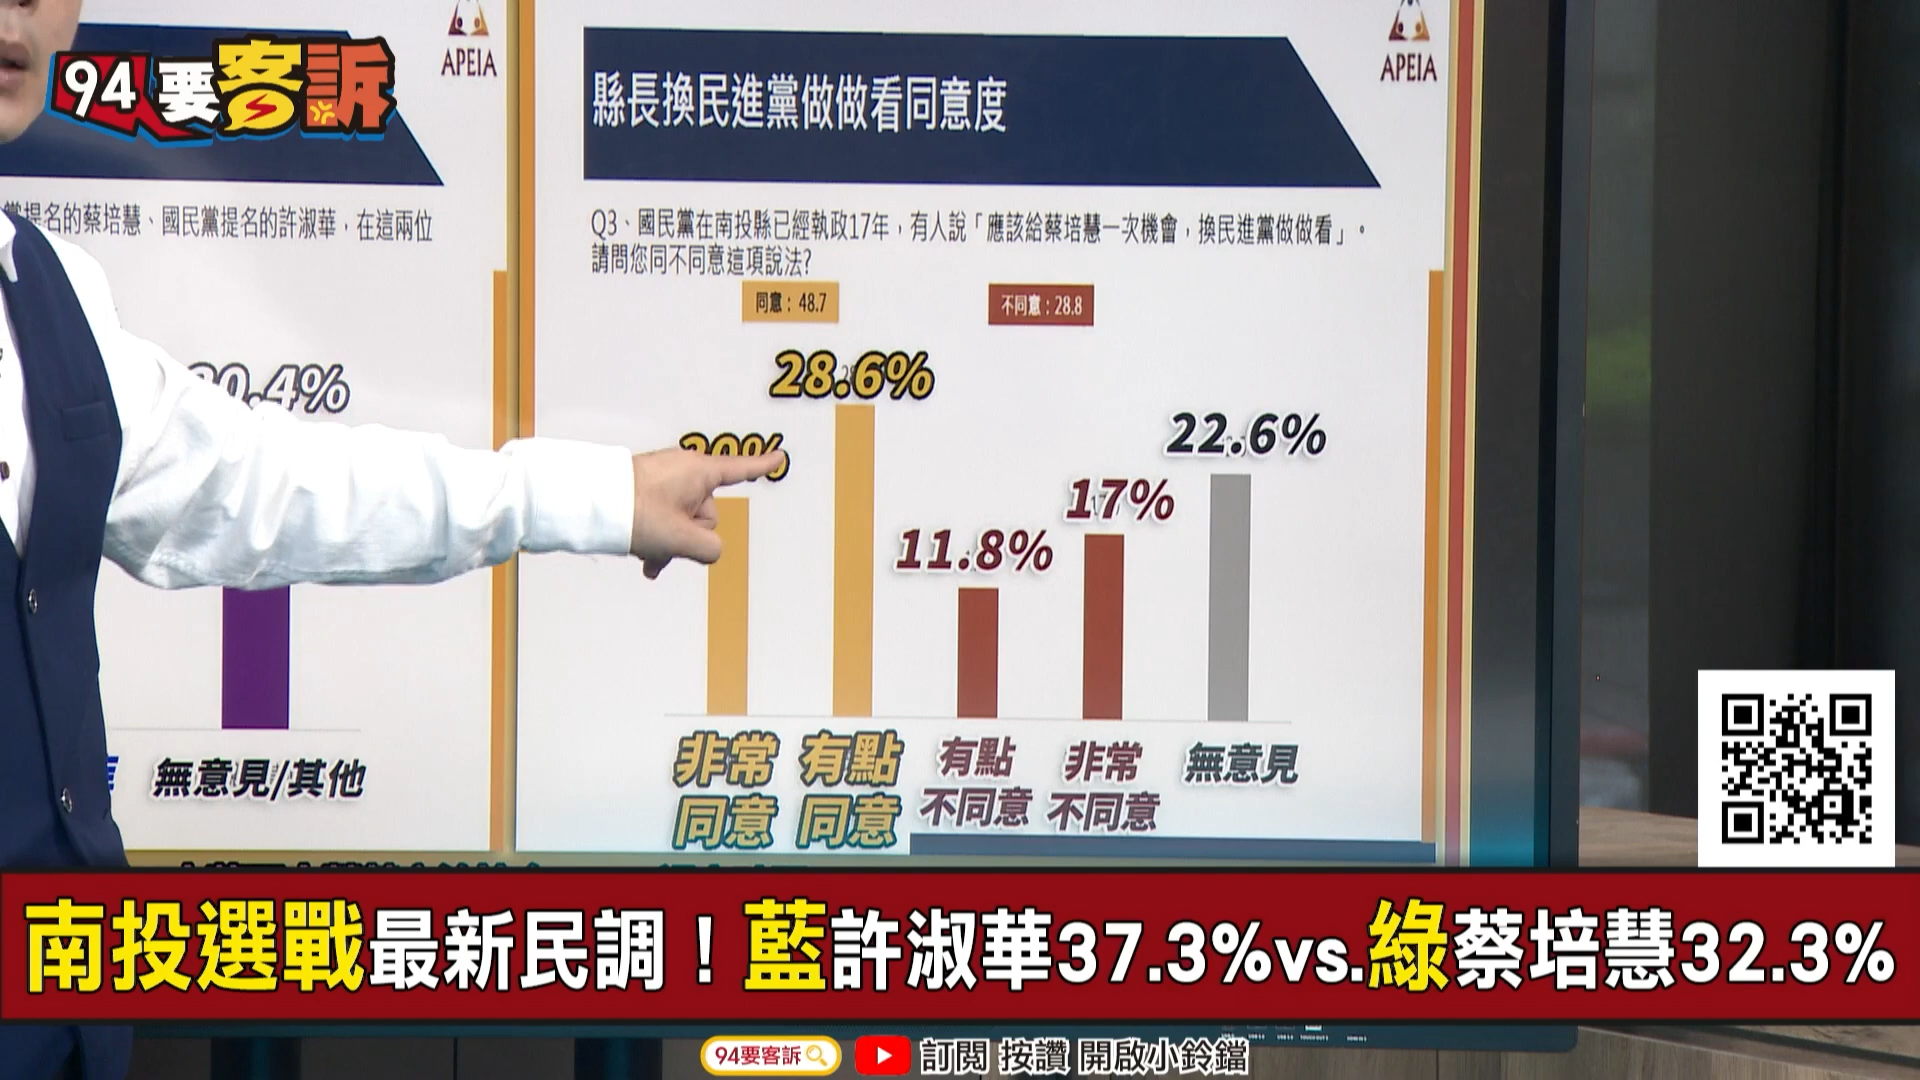 94要客訴
APEIA
APEIA
縣長換民進黨做做看同意度
黨提名的蔡培慧、國民黨提名的許淑華，在這兩位
Q3、國民黨在南投縣已經執政17年，有人說「應該給蔡培慧一次機會，換民進黨做做看」。
請問您同不同意這項說法?
同意：48.7
不同意：28.8
30.4%
20%
28.6%
11.8%
17%
22.6%
無意見/其他
非常
同意
有點
同意
有點
不同意
非常
不同意
無意見
南投選戰最新民調！藍許淑華37.3%vs.綠蔡培慧32.3%
94要客訴
訂閱 按讚 開啟小鈴鐺